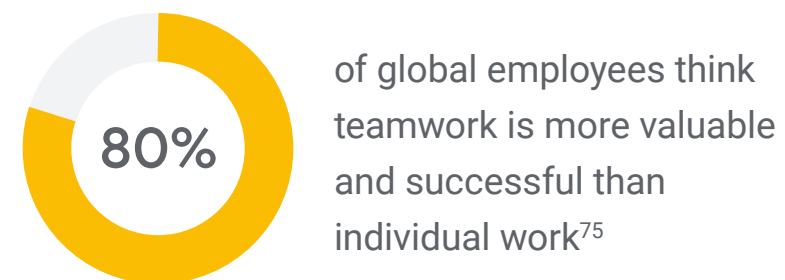 80%
of global employees think
teamwork is more valuable
and successful than
individual work75